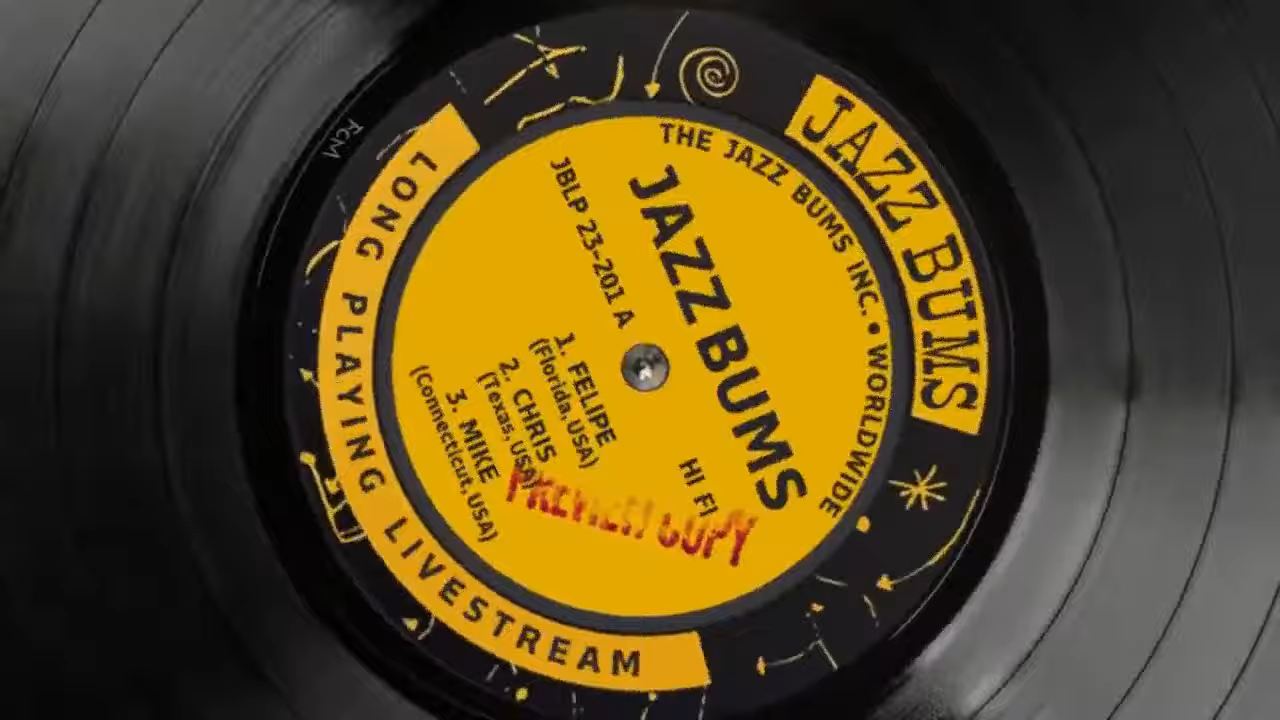 JAZZ BUMS
LONG PLAYING LIVESTREAM
THE JAZZ BUMS INC. • WORLDWIDE
JAZZ BUMS
JBLP 23-201 A
HI FI
1. FELIPE
(Florida, USA)
2. CHRIS
(Texas, USA)
3. MIKE
(Connecticut, USA)
PREVIEW COPY
FCM